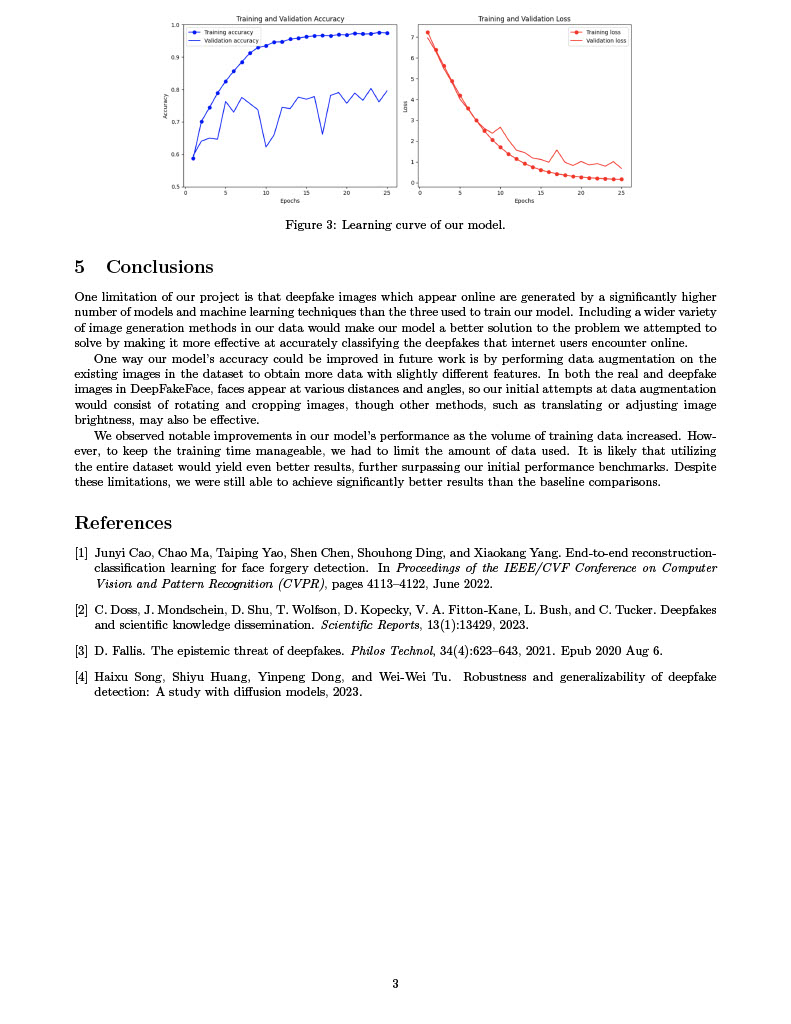 Training and Validation Accuracy
Training accuracy
Validation accuracy
1.0
0.9
0.8
0.7
0.6
0.5
Accuracy
0 5 10 15 20 25
Epochs
Training and Validation Loss
Training loss
Validation loss
7
6
5
4
3
2
1
0
Loss
0 5 10 15 20 25
Epochs
Figure 3: Learning curve of our model.
5 Conclusions
One limitation of our project is that deepfake images which appear online are generated by a significantly higher
number of models and machine learning techniques than the three used to train our model. Including a wider variety
of image generation methods in our data would make our model a better solution to the problem we attempted to
solve by making it more effective at accurately classifying the deepfakes that internet users encounter online.
One way our model's accuracy could be improved in future work is by performing data augmentation on the
existing images in the dataset to obtain more data with slightly different features. In both the real and deepfake
images in DeepFakeFace, faces appear at various distances and angles, so our initial attempts at data augmentation
would consist of rotating and cropping images, though other methods, such as translating or adjusting image
brightness, may also be effective.
We observed notable improvements in our model's performance as the volume of training data increased. How-
ever, to keep the training time manageable, we had to limit the amount of data used. It is likely that utilizing
the entire dataset would yield even better results, further surpassing our initial performance benchmarks. Despite
these limitations, we were still able to achieve significantly better results than the baseline comparisons.
References
[1] Junyi Cao, Chao Ma, Taiping Yao, Shen Chen, Shouhong Ding, and Xiaokang Yang. End-to-end reconstruction-
classification learning for face forgery detection. In Proceedings of the IEEE/CVF Conference on Computer
Vision and Pattern Recognition (CVPR), pages 4113–4122, June 2022.
[2] C. Doss, J. Mondschein, D. Shu, T. Wolfson, D. Kopecky, V. A. Fitton-Kane, L. Bush, and C. Tucker. Deepfakes
and scientific knowledge dissemination. Scientific Reports, 13(1):13429, 2023.
[3] D. Fallis. The epistemic threat of deepfakes. Philos Technol, 34(4):623–643, 2021. Epub 2020 Aug 6.
[4] Haixu Song, Shiyu Huang, Yinpeng Dong, and Wei-Wei Tu. Robustness and generalizability of deepfake
detection: A study with diffusion models, 2023.
3